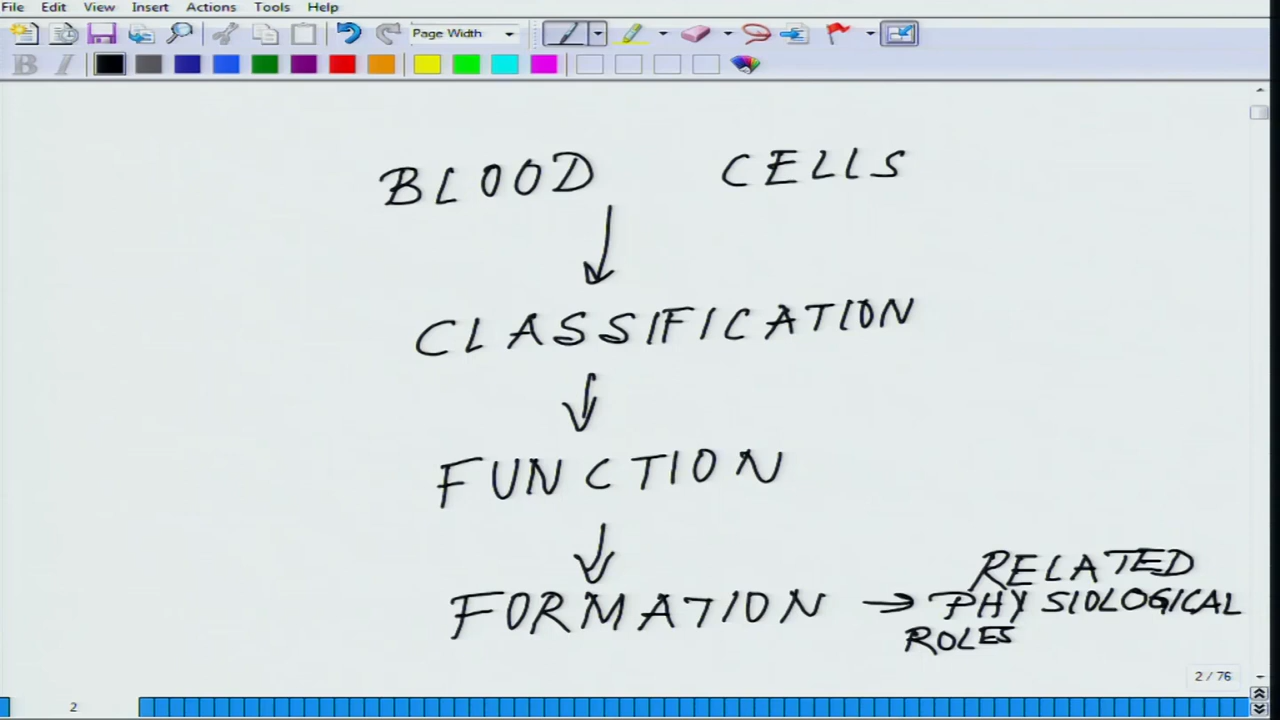 File Edit View Insert Actions Tools Help
Page Width
B I
BLOOD CELLS
CLASSIFICATION
FUNCTION
FORMATION → RELATED
PHYSIOLOGICAL
ROLES
2 / 76
2